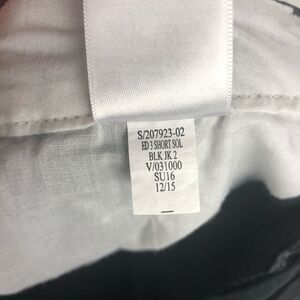 S/207923-02
ED 3 SHORT SOL
BLK JK 2
V/031000
SU16
12/15